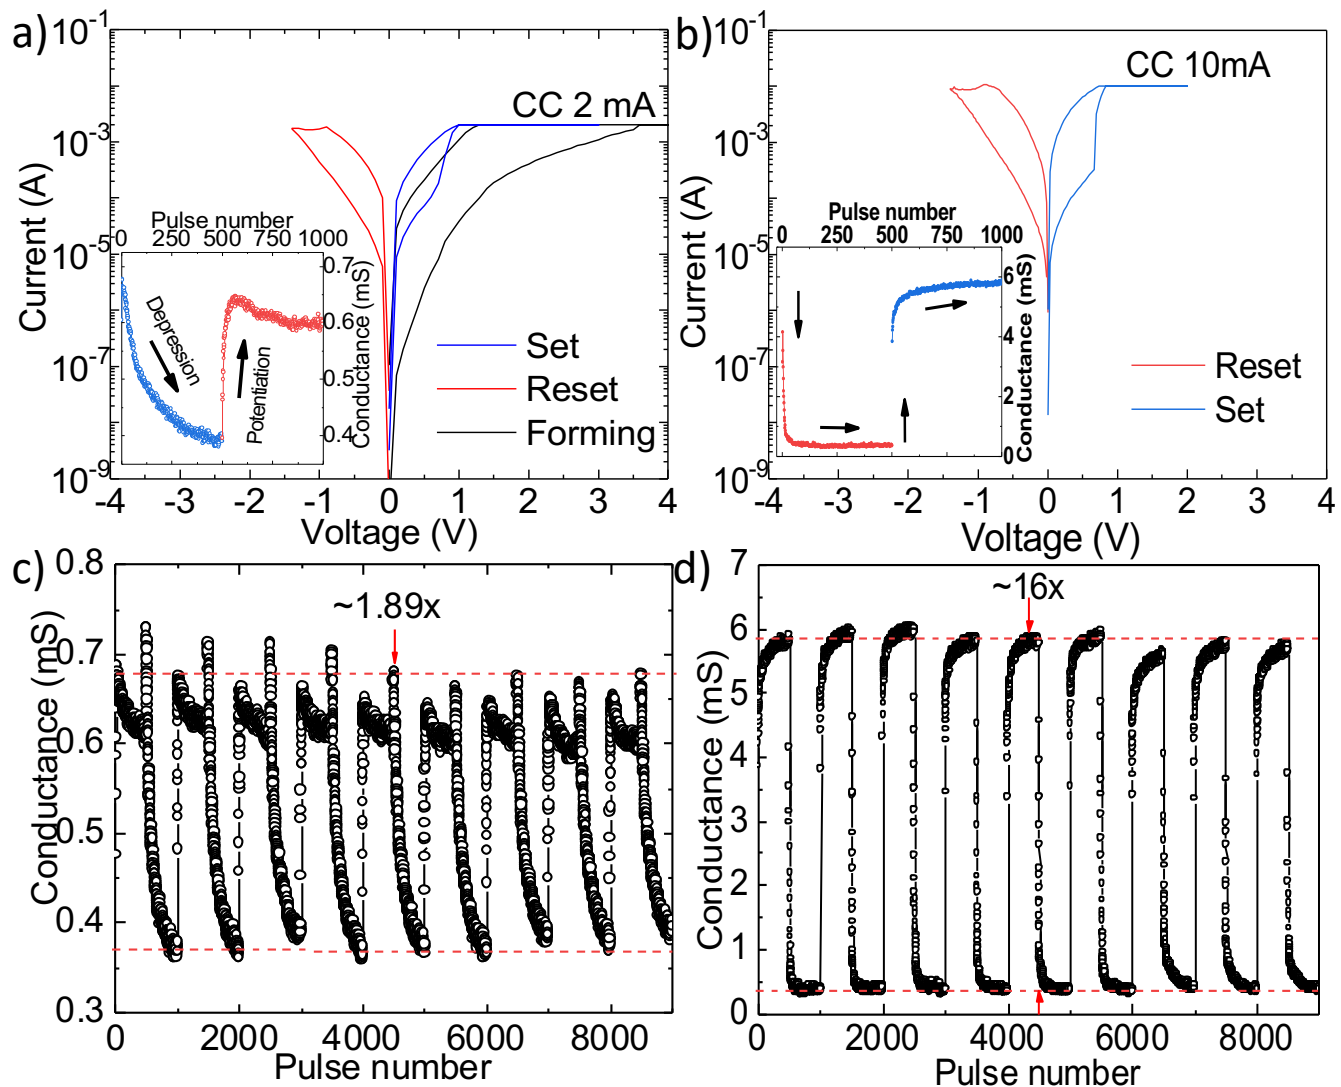 a)
10^-1
10^-3
10^-5
10^-7
10^-9
Current (A)
CC 2 mA
Pulse number
0 250 500 750 1000
0.7
0.6
0.5
0.4
Conductance (mS)
Depression
Potentiation
Set
Reset
Forming
-4 -3 -2 -1 0 1 2 3 4
Voltage (V)
b)
10^-1
10^-3
10^-5
10^-7
10^-9
Current (A)
CC 10mA
Pulse number
0 250 500 750 1000
6
4
2
0
Conductance (mS)
Reset
Set
-4 -3 -2 -1 0 1 2 3 4
Voltage (V)
c)
0.8
0.7
0.6
0.5
0.4
0.3
Conductance (mS)
~1.89x
0 2000 4000 6000 8000
Pulse number
d)
7
6
5
4
3
2
1
0
Conductance (mS)
~16x
0 2000 4000 6000 8000
Pulse number